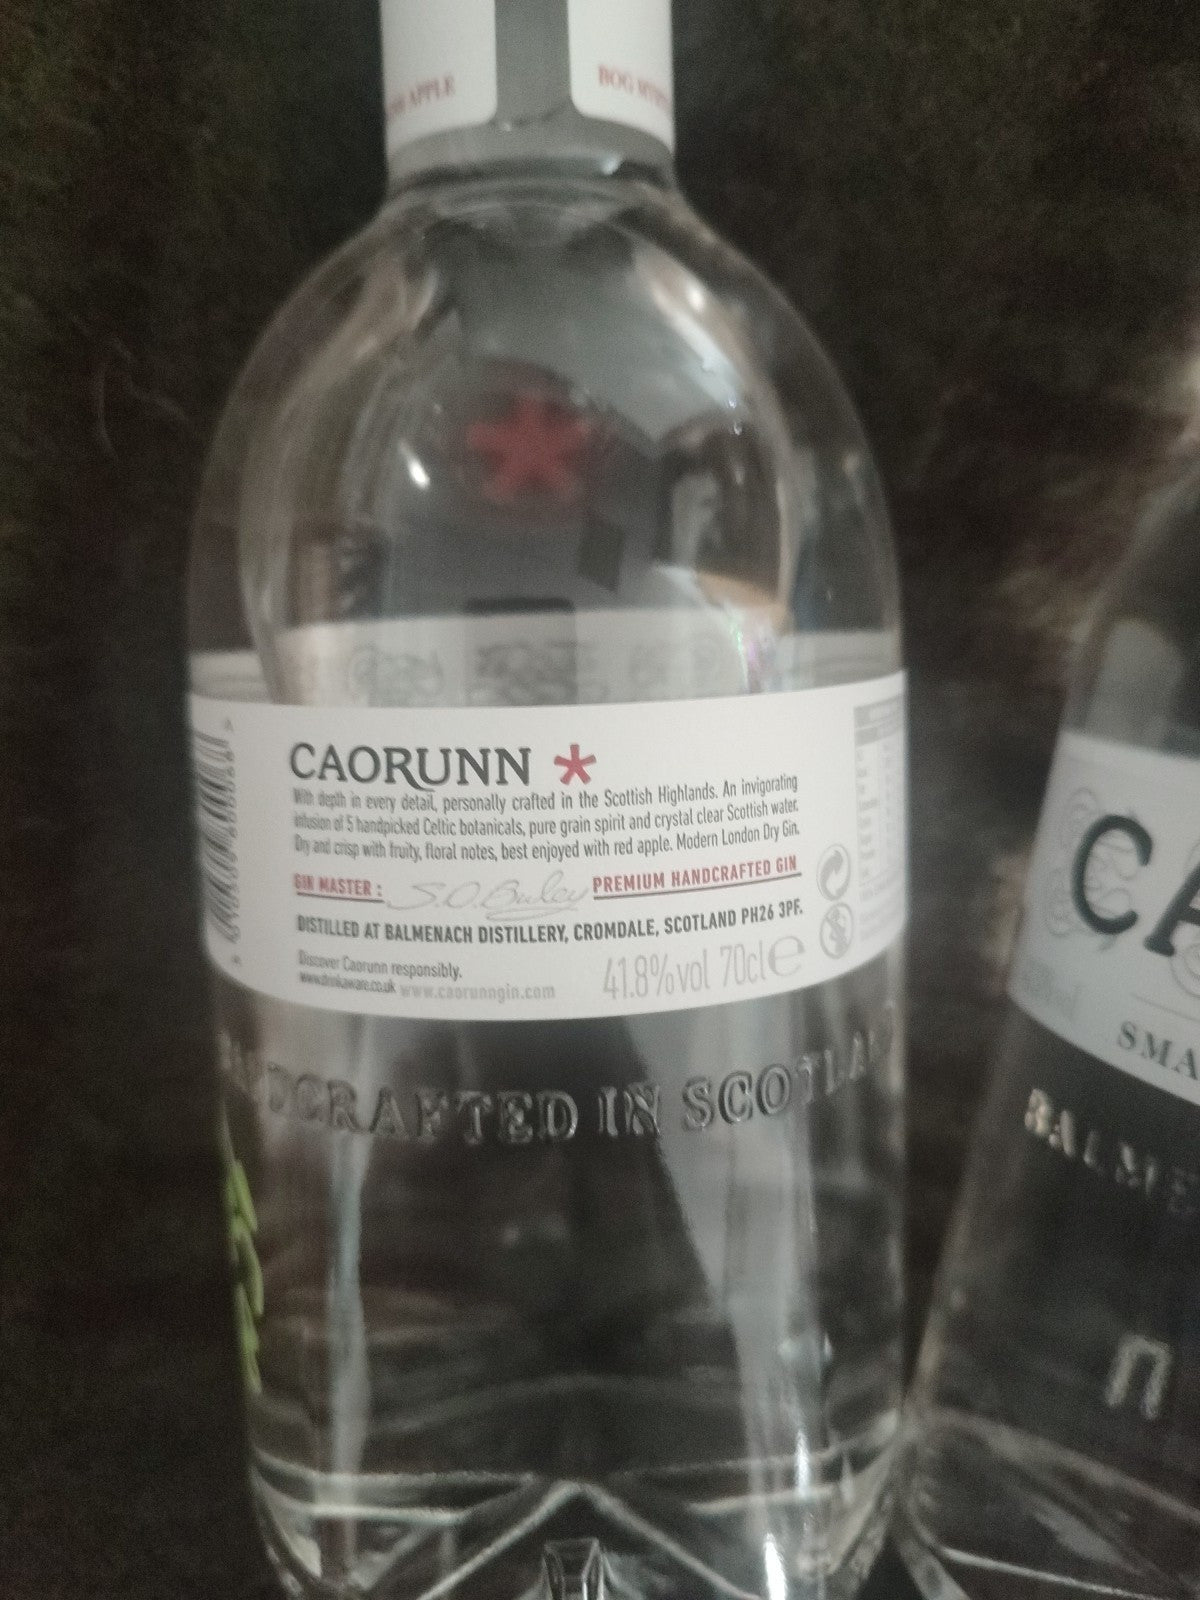 APPLE
BOG
CAORUNN
With depth in every detail, personally crafted in the Scottish Highlands. An invigorating
infusion of 5 handpicked Celtic botanicals, pure grain spirit and crystal clear Scottish water.
Dry and crisp with fruity, floral notes, best enjoyed with red apple. Modern London Dry Gin.
GIN MASTER :
PREMIUM HANDCRAFTED GIN
DISTILLED AT BALMENACH DISTILLERY, CROMDALE, SCOTLAND PH26 3PF.
Discover Caorunn responsibly.
www.drinkaware.co.uk www.caorunngin.com
41.8%vol 70cl e
HANDCRAFTED IN SCOTLAND
CA
SMA
BALME
n